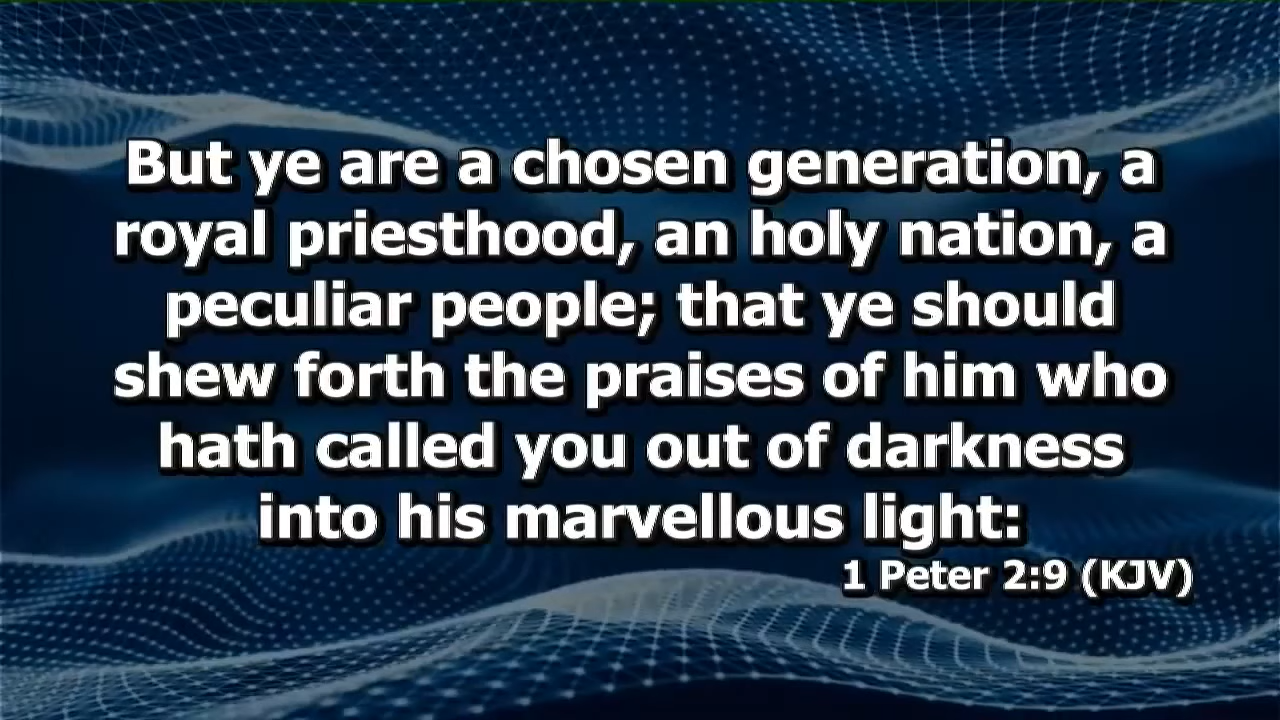 But ye are a chosen generation, a
royal priesthood, an holy nation, a
peculiar people; that ye should
shew forth the praises of him who
hath called you out of darkness
into his marvellous light:
1 Peter 2:9 (KJV)